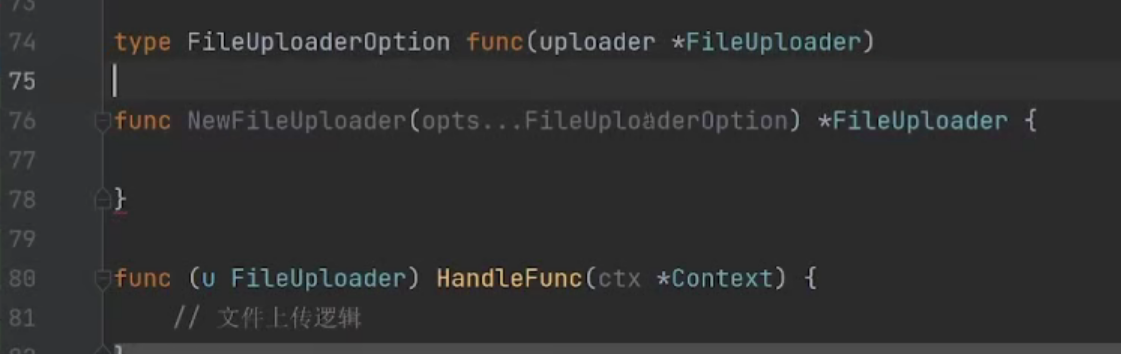 73
74 type FileUploaderOption func(uploader *FileUploader)
75
76 func NewFileUploader(opts...FileUploaderOption) *FileUploader {
77
78 }
79
80 func (u FileUploader) HandleFunc(ctx *Context) {
81 // 文件上传逻辑
82 }